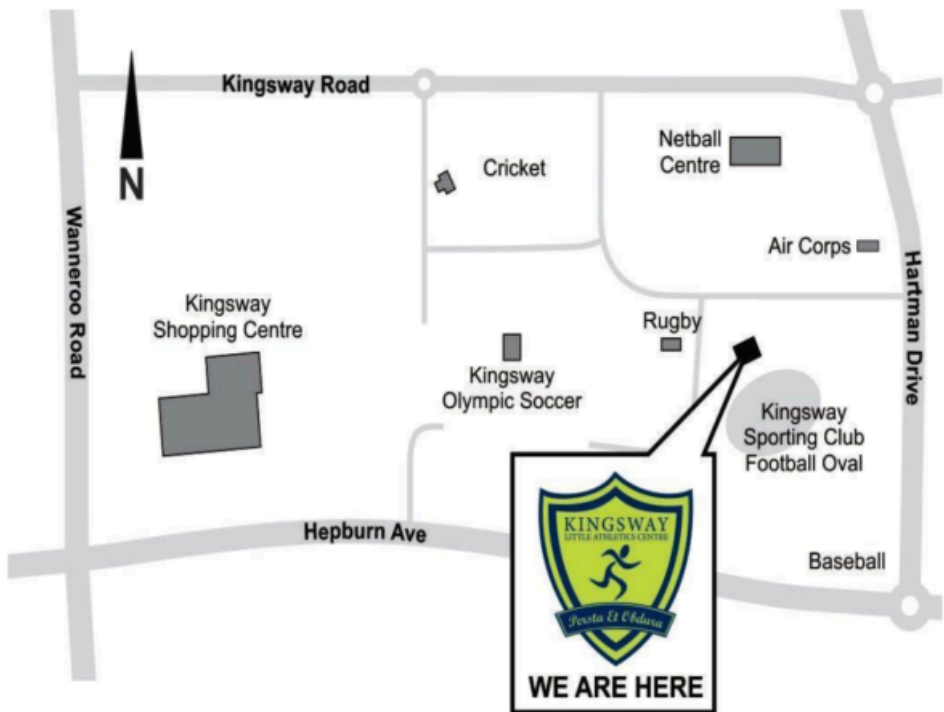 Kingsway Road
N
Netball
Centre
Cricket
Air Corps
Wanneroo Road
Hartman Drive
Kingsway
Shopping Centre
Rugby
Kingsway
Olympic Soccer
Kingsway
Sporting Club
Football Oval
KINGSWAY
LITTLE ATHLETICS CENTRE
Persta Et Obdura
WE ARE HERE
Hepburn Ave
Baseball